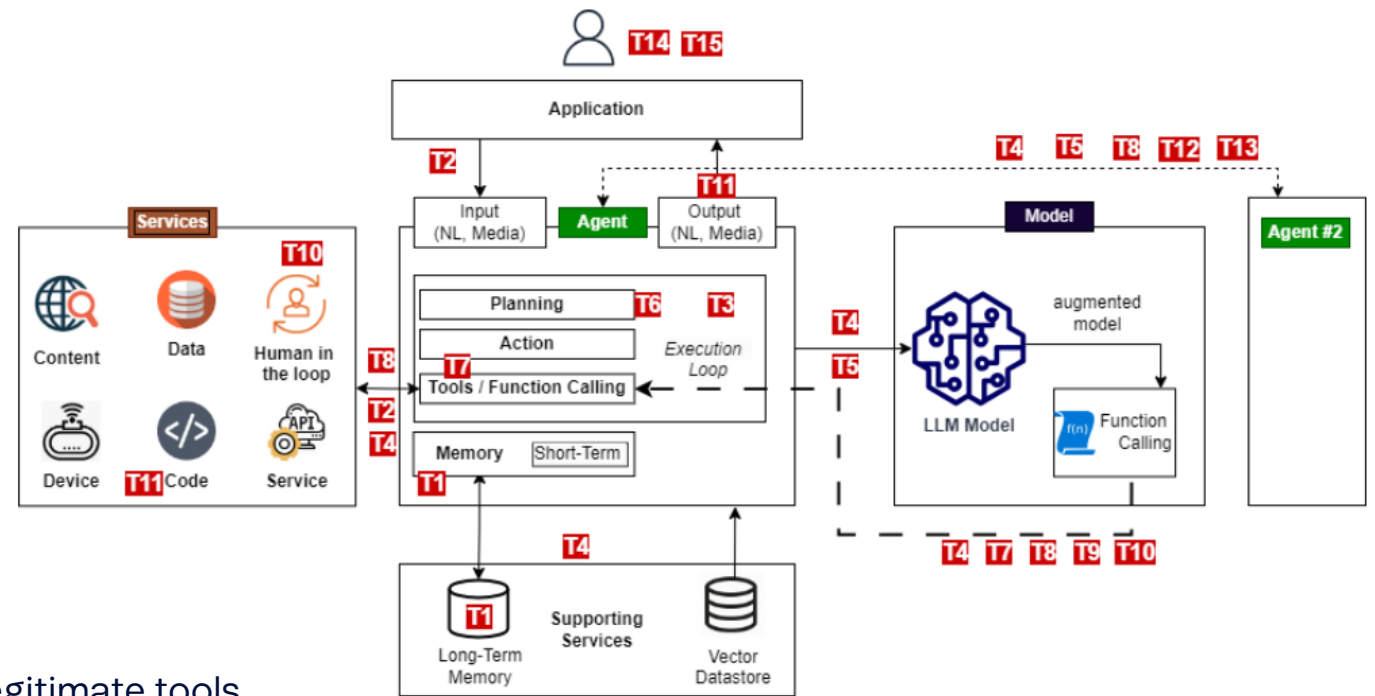 T14 T15
Application
T2
T4 T5 T8 T12 T13
T11
Services
Input
(NL, Media)
Agent
Output
(NL, Media)
Model
Agent #2
T10
Content
Data
Human in
the loop
Device
T11
Code
API
Service
T8
T2
T4
Planning
T6
T3
Action
Execution
Loop
T7
Tools / Function Calling
Memory
Short-Term
T1
T4
T5
augmented
model
LLM Model
f(n)
Function
Calling
T4 T7 T8 T9 T10
T4
T1
Long-Term
Memory
Supporting
Services
Vector
Datastore
egitimate tools